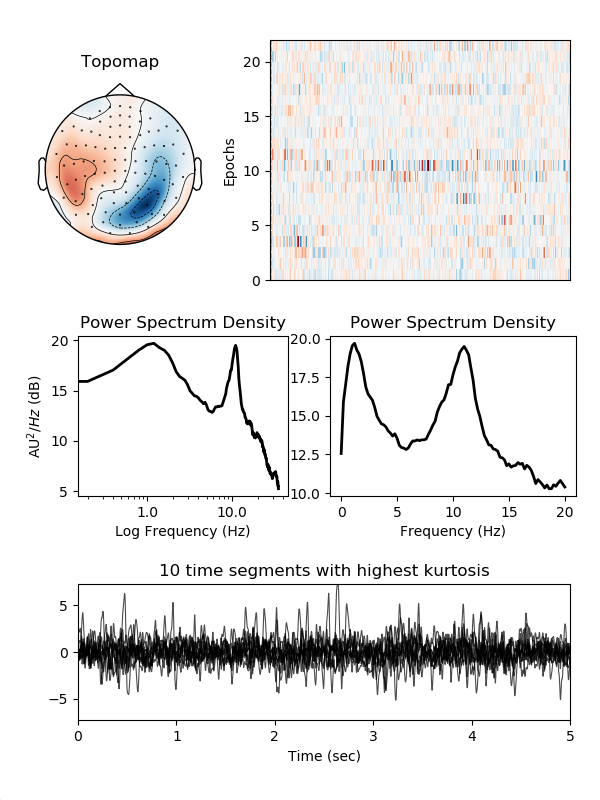 Topomap
Epochs
20
15
10
5
0
Power Spectrum Density
AU²/Hz (dB)
20
15
10
5
1.0 10.0
Log Frequency (Hz)
Power Spectrum Density
20.0
17.5
15.0
12.5
10.0
0 5 10 15 20
Frequency (Hz)
10 time segments with highest kurtosis
5
0
−5
0 1 2 3 4 5
Time (sec)